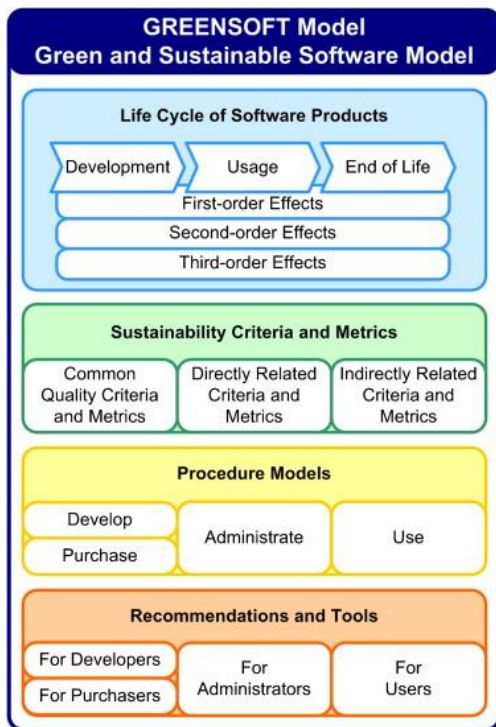 GREENSOFT Model
Green and Sustainable Software Model
Life Cycle of Software Products
Development
Usage
End of Life
First-order Effects
Second-order Effects
Third-order Effects
Sustainability Criteria and Metrics
Common
Quality Criteria
and Metrics
Directly Related
Criteria and
Metrics
Indirectly Related
Criteria and
Metrics
Procedure Models
Develop
Purchase
Administrate
Use
Recommendations and Tools
For Developers
For Purchasers
For
Administrators
For
Users